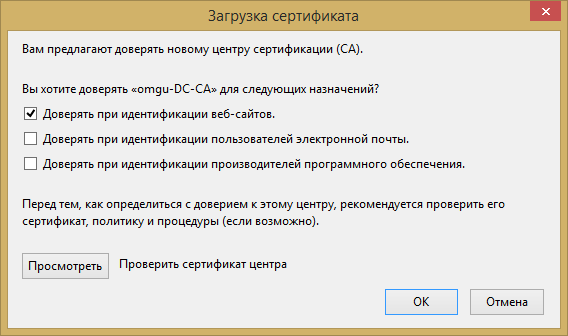 Загрузка сертификата
Вам предлагают доверять новому центру сертификации (CA).
Вы хотите доверять «omgu-DC-CA» для следующих назначений?
Доверять при идентификации веб-сайтов.
Доверять при идентификации пользователей электронной почты.
Доверять при идентификации производителей программного обеспечения.
Перед тем, как определиться с доверием к этому центру, рекомендуется проверить его
сертификат, политику и процедуры (если возможно).
Просмотреть Проверить сертификат центра
OK Отмена